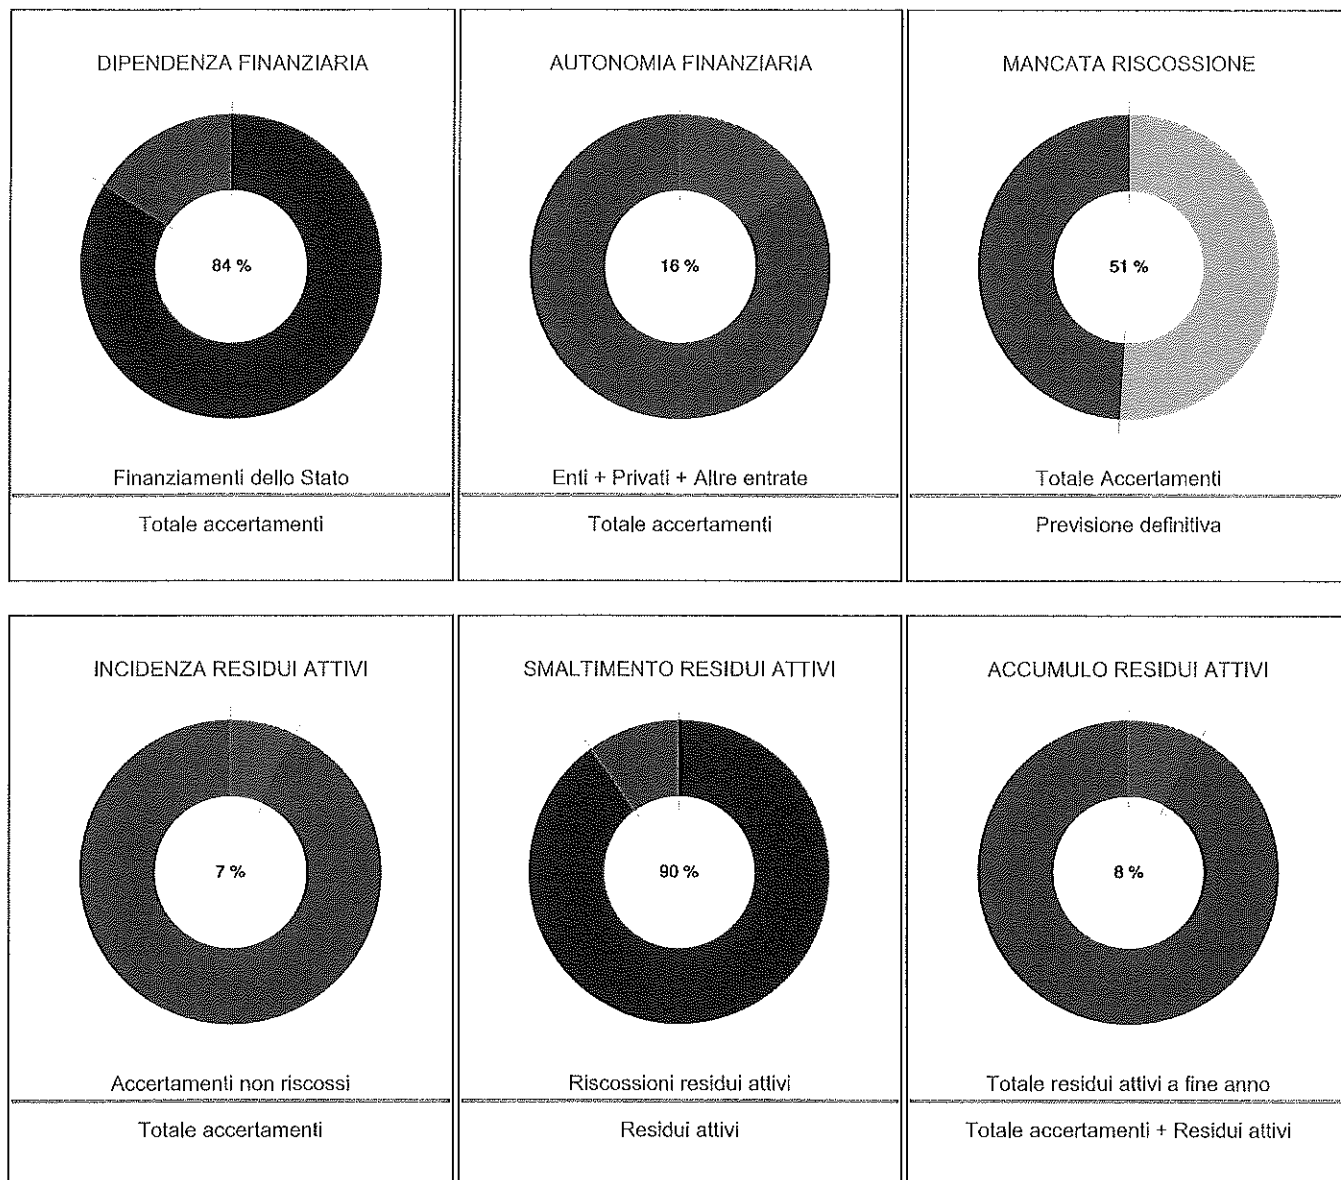 DIPENDENZA FINANZIARIA
84 %
Finanziamenti dello Stato
Totale accertamenti
AUTONOMIA FINANZIARIA
16 %
Enti + Privati + Altre entrate
Totale accertamenti
MANCATA RISCOSSIONE
51 %
Totale Accertamenti
Previsione definitiva
INCIDENZA RESIDUI ATTIVI
7 %
Accertamenti non riscossi
Totale accertamenti
SMALTIMENTO RESIDUI ATTIVI
90 %
Riscossioni residui attivi
Residui attivi
ACCUMULO RESIDUI ATTIVI
8 %
Totale residui attivi a fine anno
Totale accertamenti + Residui attivi